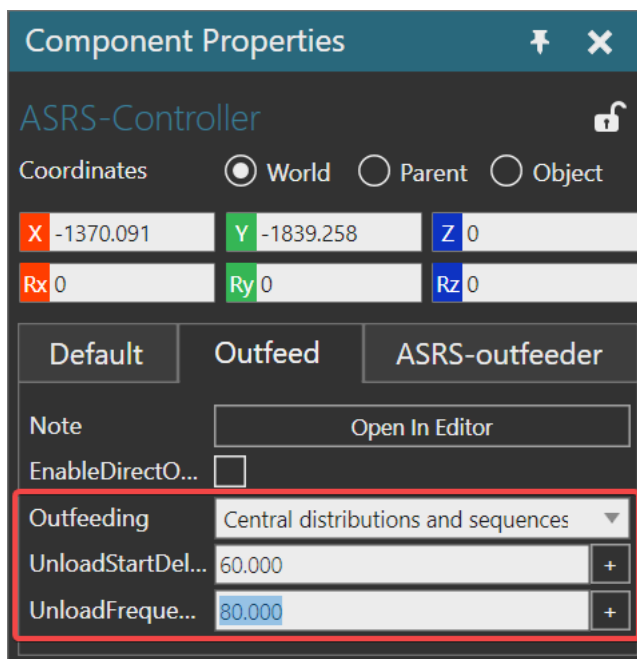 Component Properties
ASRS-Controller
Coordinates World Parent Object
X -1370.091 Y -1839.258 Z 0
Rx 0 Ry 0 Rz 0
Default Outfeed ASRS-outfeeder
Note Open In Editor
EnableDirectO...
Outfeeding Central distributions and sequences
UnloadStartDel... 60.000 +
UnloadFreque... 80.000 +